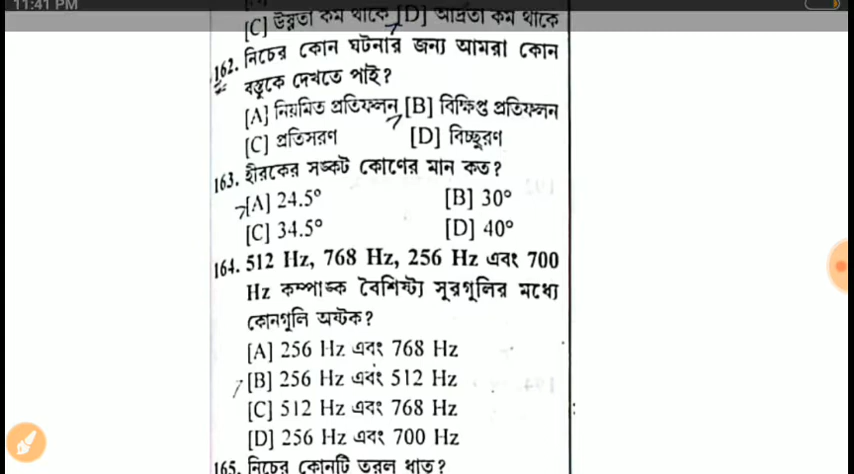 11:41 PM
[C] উষ্ণতা কম থাকে [D] আর্দ্রতা কম থাকে
162. নিচের কোন ঘটনার জন্য আমরা কোন
বস্তুকে দেখতে পাই?
[A] নিয়মিত প্রতিফলন [B] বিক্ষিপ্ত প্রতিফলন
[C] প্রতিসরণ [D] বিচ্ছুরণ
163. হীরকের সঙ্কট কোণের মান কত?
[A] 24.5° [B] 30°
[C] 34.5° [D] 40°
164. 512 Hz, 768 Hz, 256 Hz এবং 700
Hz কম্পাঙ্ক বৈশিষ্ট্য সুরগুলির মধ্যে
কোনগুলি অষ্টক?
[A] 256 Hz এবং 768 Hz
[B] 256 Hz এবং 512 Hz
[C] 512 Hz এবং 768 Hz
[D] 256 Hz এবং 700 Hz
165. নিচের কোনটি তরল ধাতু?